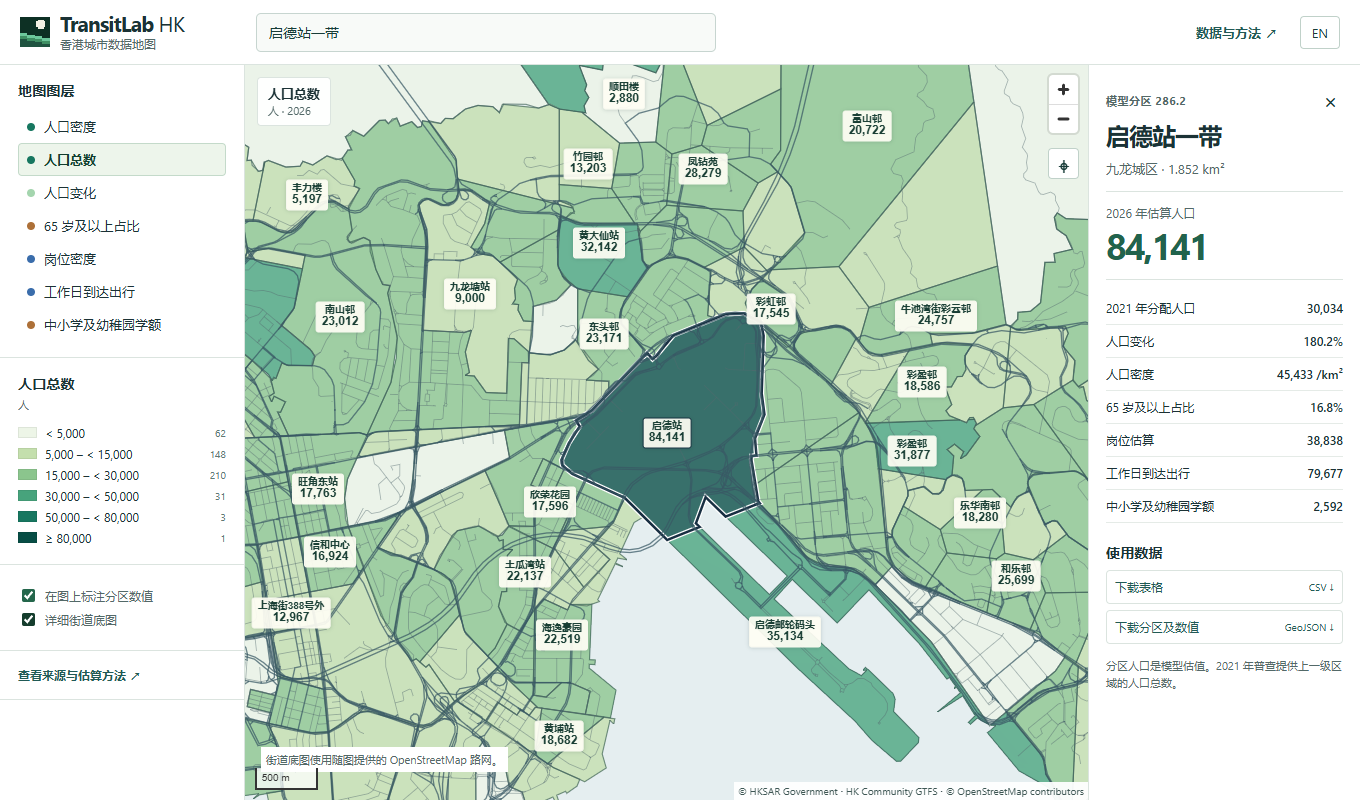 TransitLab HK
香港城市数据地图
启德站一带
数据与方法 ↗
EN
地图图层
人口密度
人口总数
人口变化
65 岁及以上占比
岗位密度
工作日到达出行
中小学及幼稚园学额
人口总数
人
< 5,000 62
5,000 – < 15,000 148
15,000 – < 30,000 210
30,000 – < 50,000 31
50,000 – < 80,000 3
≥ 80,000 1
在图上标注分区数值
详细街道底图
查看来源与估算方法 ↗
人口总数
人 · 2026
顺田楼
2,880
富山邨
20,722
竹园邨
13,203
凤钻苑
28,279
丰力楼
5,197
黄大仙站
32,142
九龙塘站
9,000
南山邨
23,012
东头邨
23,171
彩虹邨
17,545
牛池湾街彩云邨
24,757
彩盈邨
18,586
启德站
84,141
彩盈邨
31,877
旺角东站
17,763
欣荣花园
17,596
乐华南邨
18,280
信和中心
16,924
土瓜湾站
22,137
和乐邨
25,699
上海街388号外
12,967
海逸豪园
22,519
启德邮轮码头
35,134
黄埔站
18,682
街道底图使用随图提供的 OpenStreetMap 路网。
500 m
© HKSAR Government · HK Community GTFS · © OpenStreetMap contributors
模型分区 286.2
启德站一带
九龙城区 · 1.852 km²
2026 年估算人口
84,141
2021 年分配人口 30,034
人口变化 180.2%
人口密度 45,433 /km²
65 岁及以上占比 16.8%
岗位估算 38,838
工作日到达出行 79,677
中小学及幼稚园学额 2,592
使用数据
下载表格 CSV ↓
下载分区及数值 GeoJSON ↓
分区人口是模型估值。2021 年普查提供上一级区
域的人口总数。